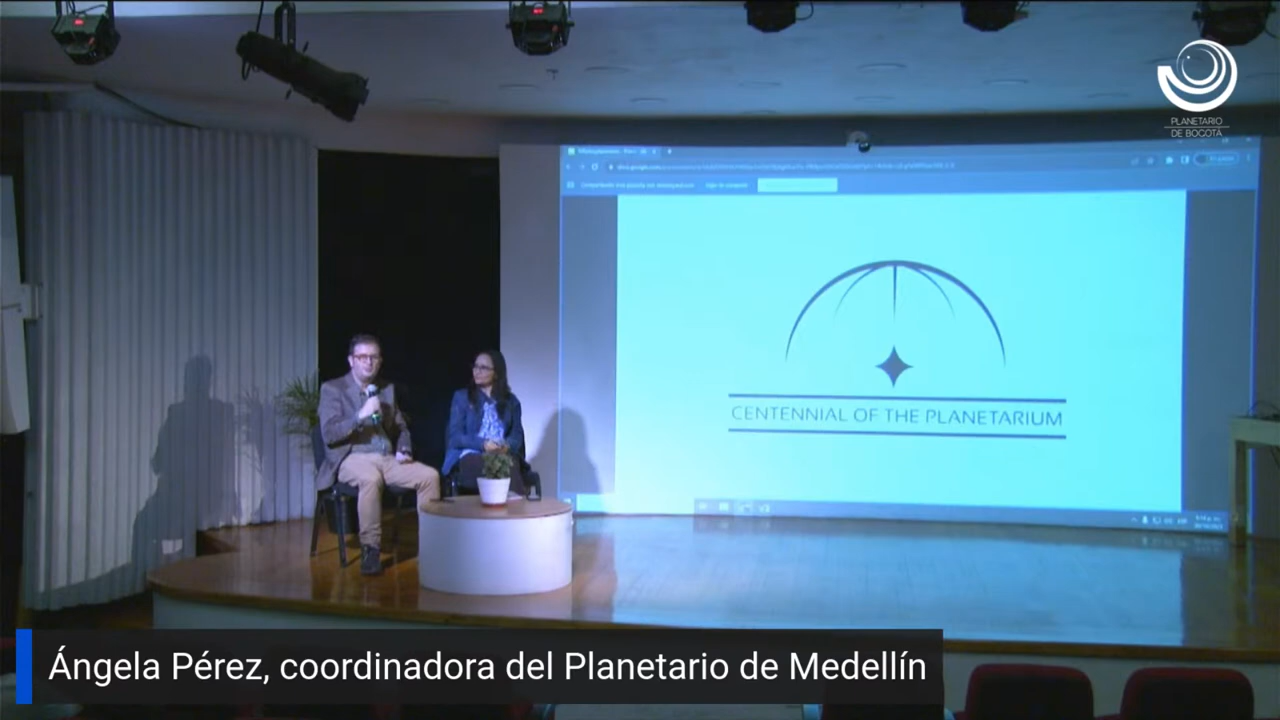 PLANETARIO
DE BOGOTÁ
CENTENNIAL OF THE PLANETARIUM
Ángela Pérez, coordinadora del Planetario de Medellín